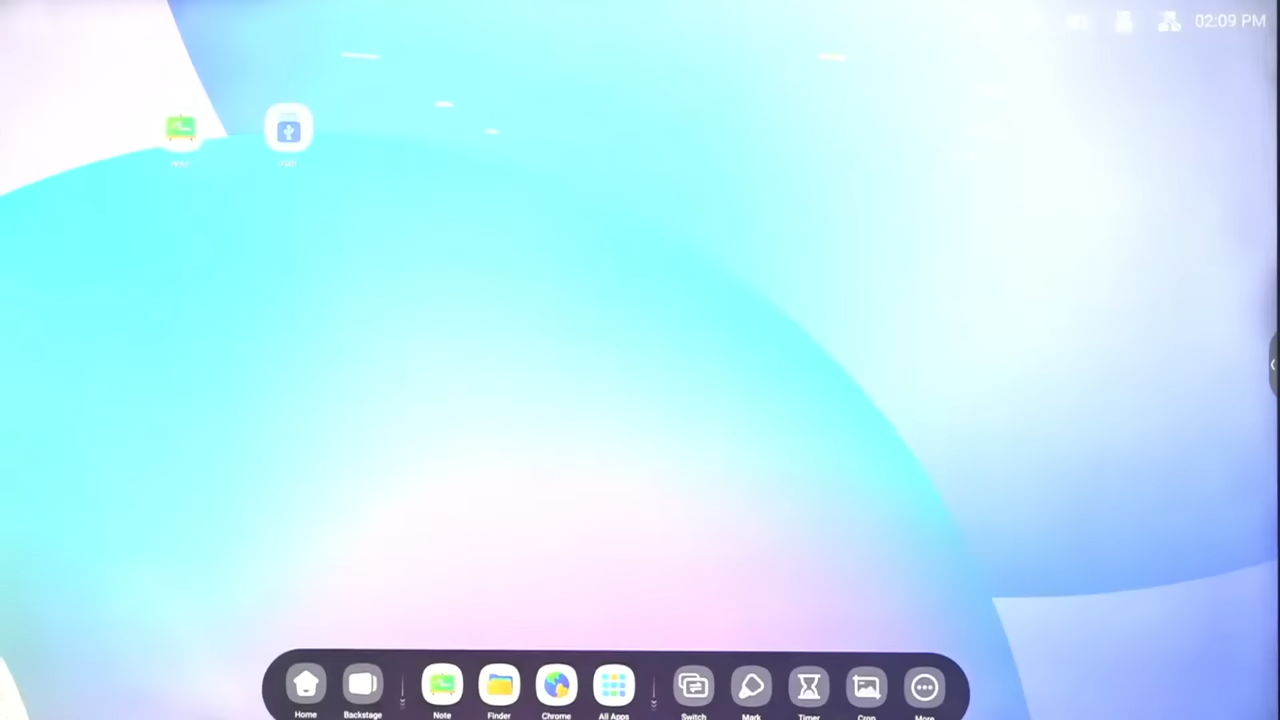 02:09 PM
Home Backstage Note Finder Chrome All Apps Switch Mark Timer Crop More